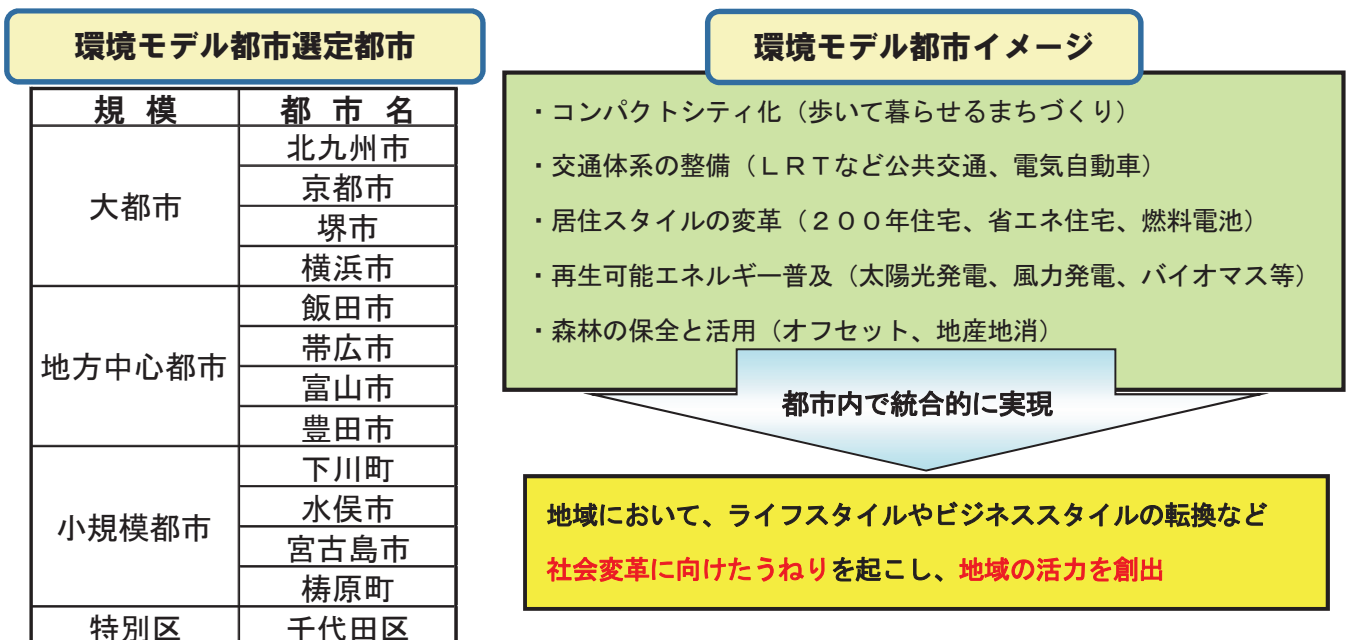 環境モデル都市選定都市
規模 都市名
大都市
北九州市
京都市
堺市
横浜市
地方中心都市
飯田市
帯広市
富山市
豊田市
小規模都市
下川町
水俣市
宮古島市
梼原町
特別区 千代田区
環境モデル都市イメージ
・コンパクトシティ化（歩いて暮らせるまちづくり）
・交通体系の整備（ＬＲＴなど公共交通、電気自動車）
・居住スタイルの変革（２００年住宅、省エネ住宅、燃料電池）
・再生可能エネルギー普及（太陽光発電、風力発電、バイオマス等）
・森林の保全と活用（オフセット、地産地消）
都市内で統合的に実現
地域において、ライフスタイルやビジネススタイルの転換など
社会変革に向けたうねりを起こし、地域の活力を創出